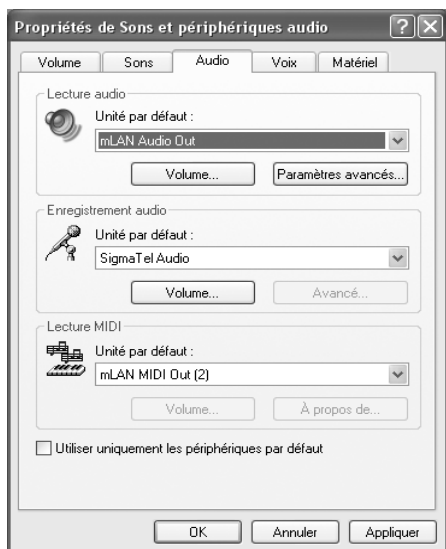 Propriétés de Sons et périphériques audio
Volume Sons Audio Voix Matériel
Lecture audio
Unité par défaut :
mLAN Audio Out
Volume... Paramètres avancés...
Enregistrement audio
Unité par défaut :
SigmaTel Audio
Volume... Avancé...
Lecture MIDI
Unité par défaut :
mLAN MIDI Out (2)
Volume... À propos de...
Utiliser uniquement les périphériques par défaut
OK Annuler Appliquer